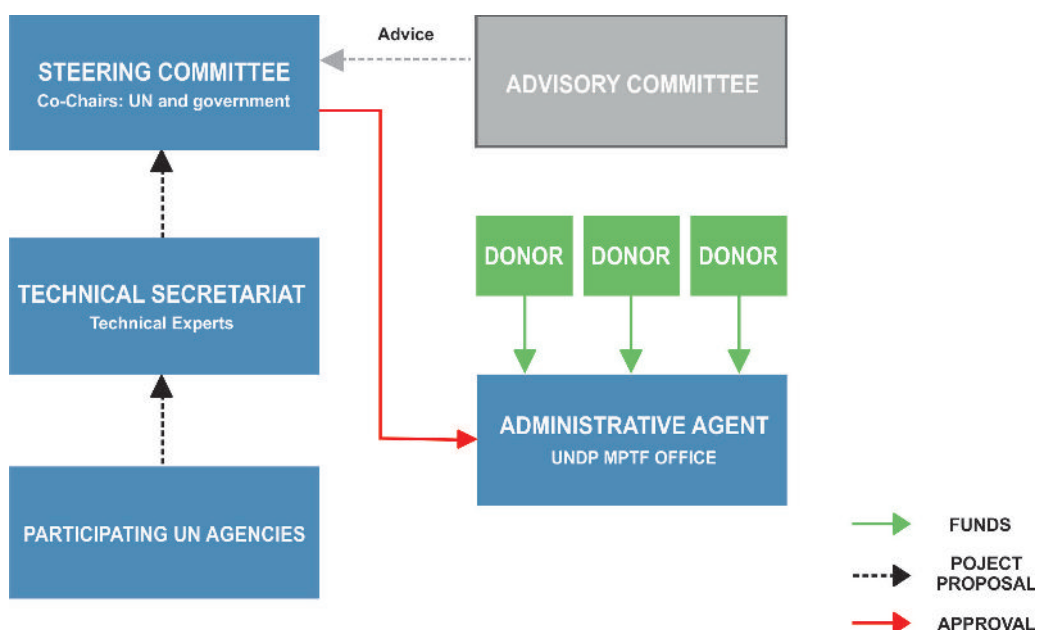 Advice
STEERING COMMITTEE
Co-Chairs: UN and government
ADVISORY COMMITTEE
DONOR
DONOR
DONOR
TECHNICAL SECRETARIAT
Technical Experts
ADMINISTRATIVE AGENT
UNDP MPTF OFFICE
PARTICIPATING UN AGENCIES
FUNDS
POJECT
PROPOSAL
APPROVAL